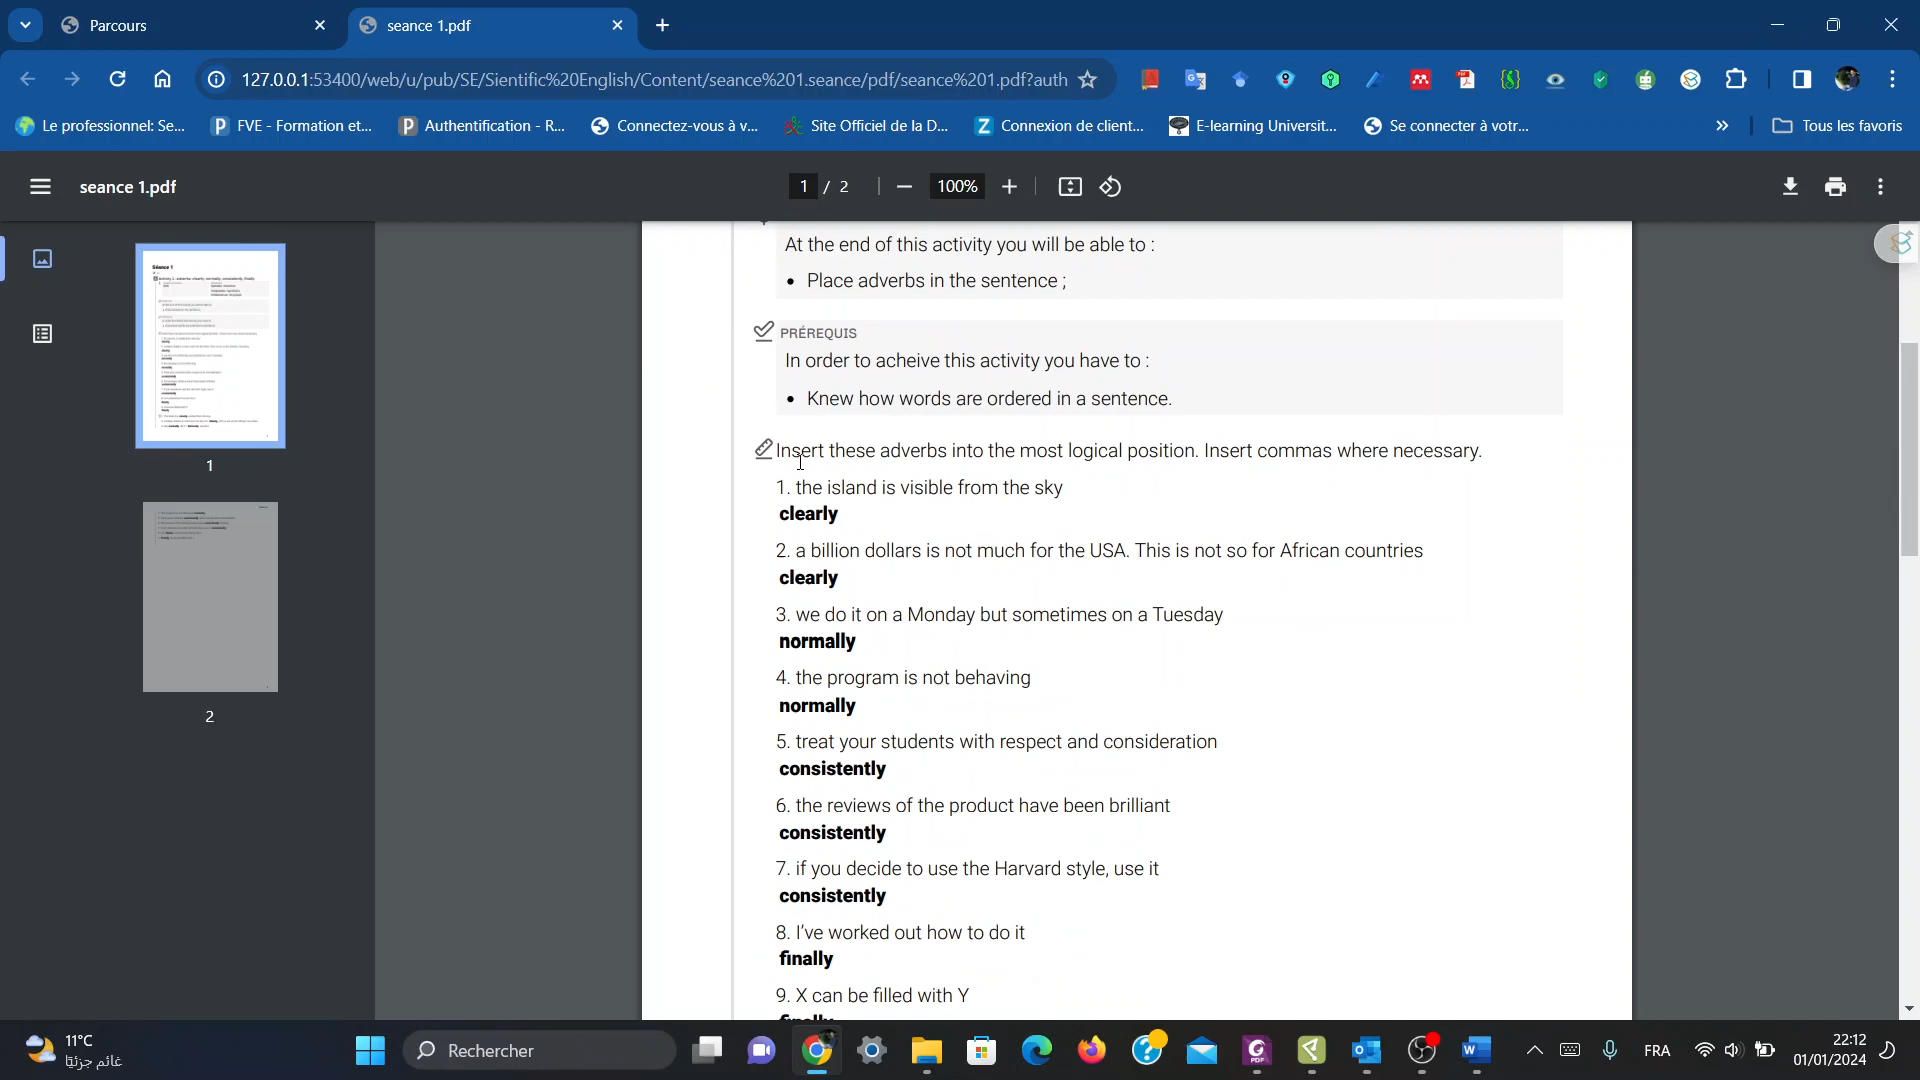 Parcours
seance 1.pdf
127.0.0.1:53400/web/u/pub/SE/Sientific%20English/Content/seance%201.seance/pdf/seance%201.pdf?auth
Le professionnel: Se...
FVE - Formation et...
Authentification - R...
Connectez-vous à v...
Site Officiel de la D...
Connexion de client...
E-learning Universit...
Se connecter à votr...
»
Tous les favoris
seance 1.pdf
1 / 2
100%
At the end of this activity you will be able to :
• Place adverbs in the sentence ;
PRÉREQUIS
In order to acheive this activity you have to :
• Knew how words are ordered in a sentence.
Insert these adverbs into the most logical position. Insert commas where necessary.
1. the island is visible from the sky
clearly
2. a billion dollars is not much for the USA. This is not so for African countries
clearly
3. we do it on a Monday but sometimes on a Tuesday
normally
4. the program is not behaving
normally
5. treat your students with respect and consideration
consistently
6. the reviews of the product have been brilliant
consistently
7. if you decide to use the Harvard style, use it
consistently
8. I've worked out how to do it
finally
9. X can be filled with Y
finally
Séance 1
1
2
11°C
غائم جزئيًا
Rechercher
FRA
22:12
01/01/2024